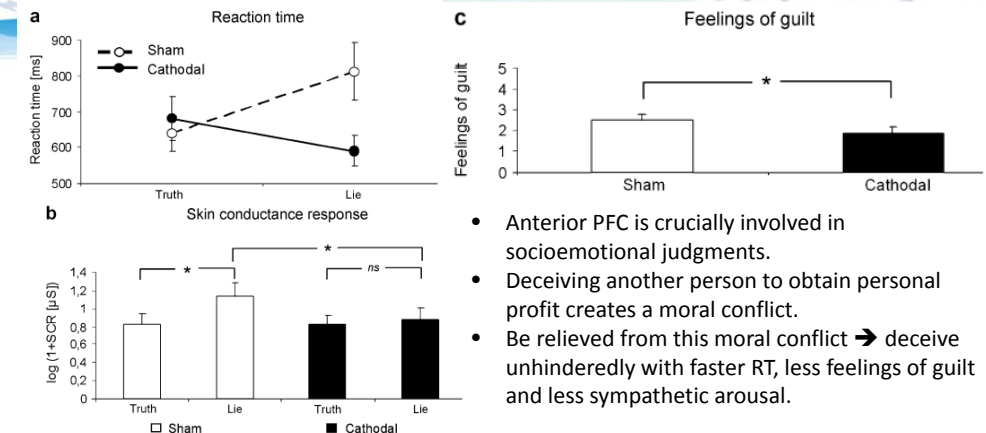 a
Reaction time
900
800
700
600
500
Reaction time [ms]
Sham
Cathodal
Truth
Lie
b
Skin conductance response
1,4
1,2
1
0,8
0,6
0,4
0,2
0
log (1+SCR [µS])
*
*
ns
Truth
Lie
Truth
Lie
Sham
Cathodal
c
Feelings of guilt
5
4
3
2
1
0
Feelings of guilt
*
Sham
Cathodal
• Anterior PFC is crucially involved in
socioemotional judgments.
• Deceiving another person to obtain personal
profit creates a moral conflict.
• Be relieved from this moral conflict ➔ deceive
unhinderedly with faster RT, less feelings of guilt
and less sympathetic arousal.